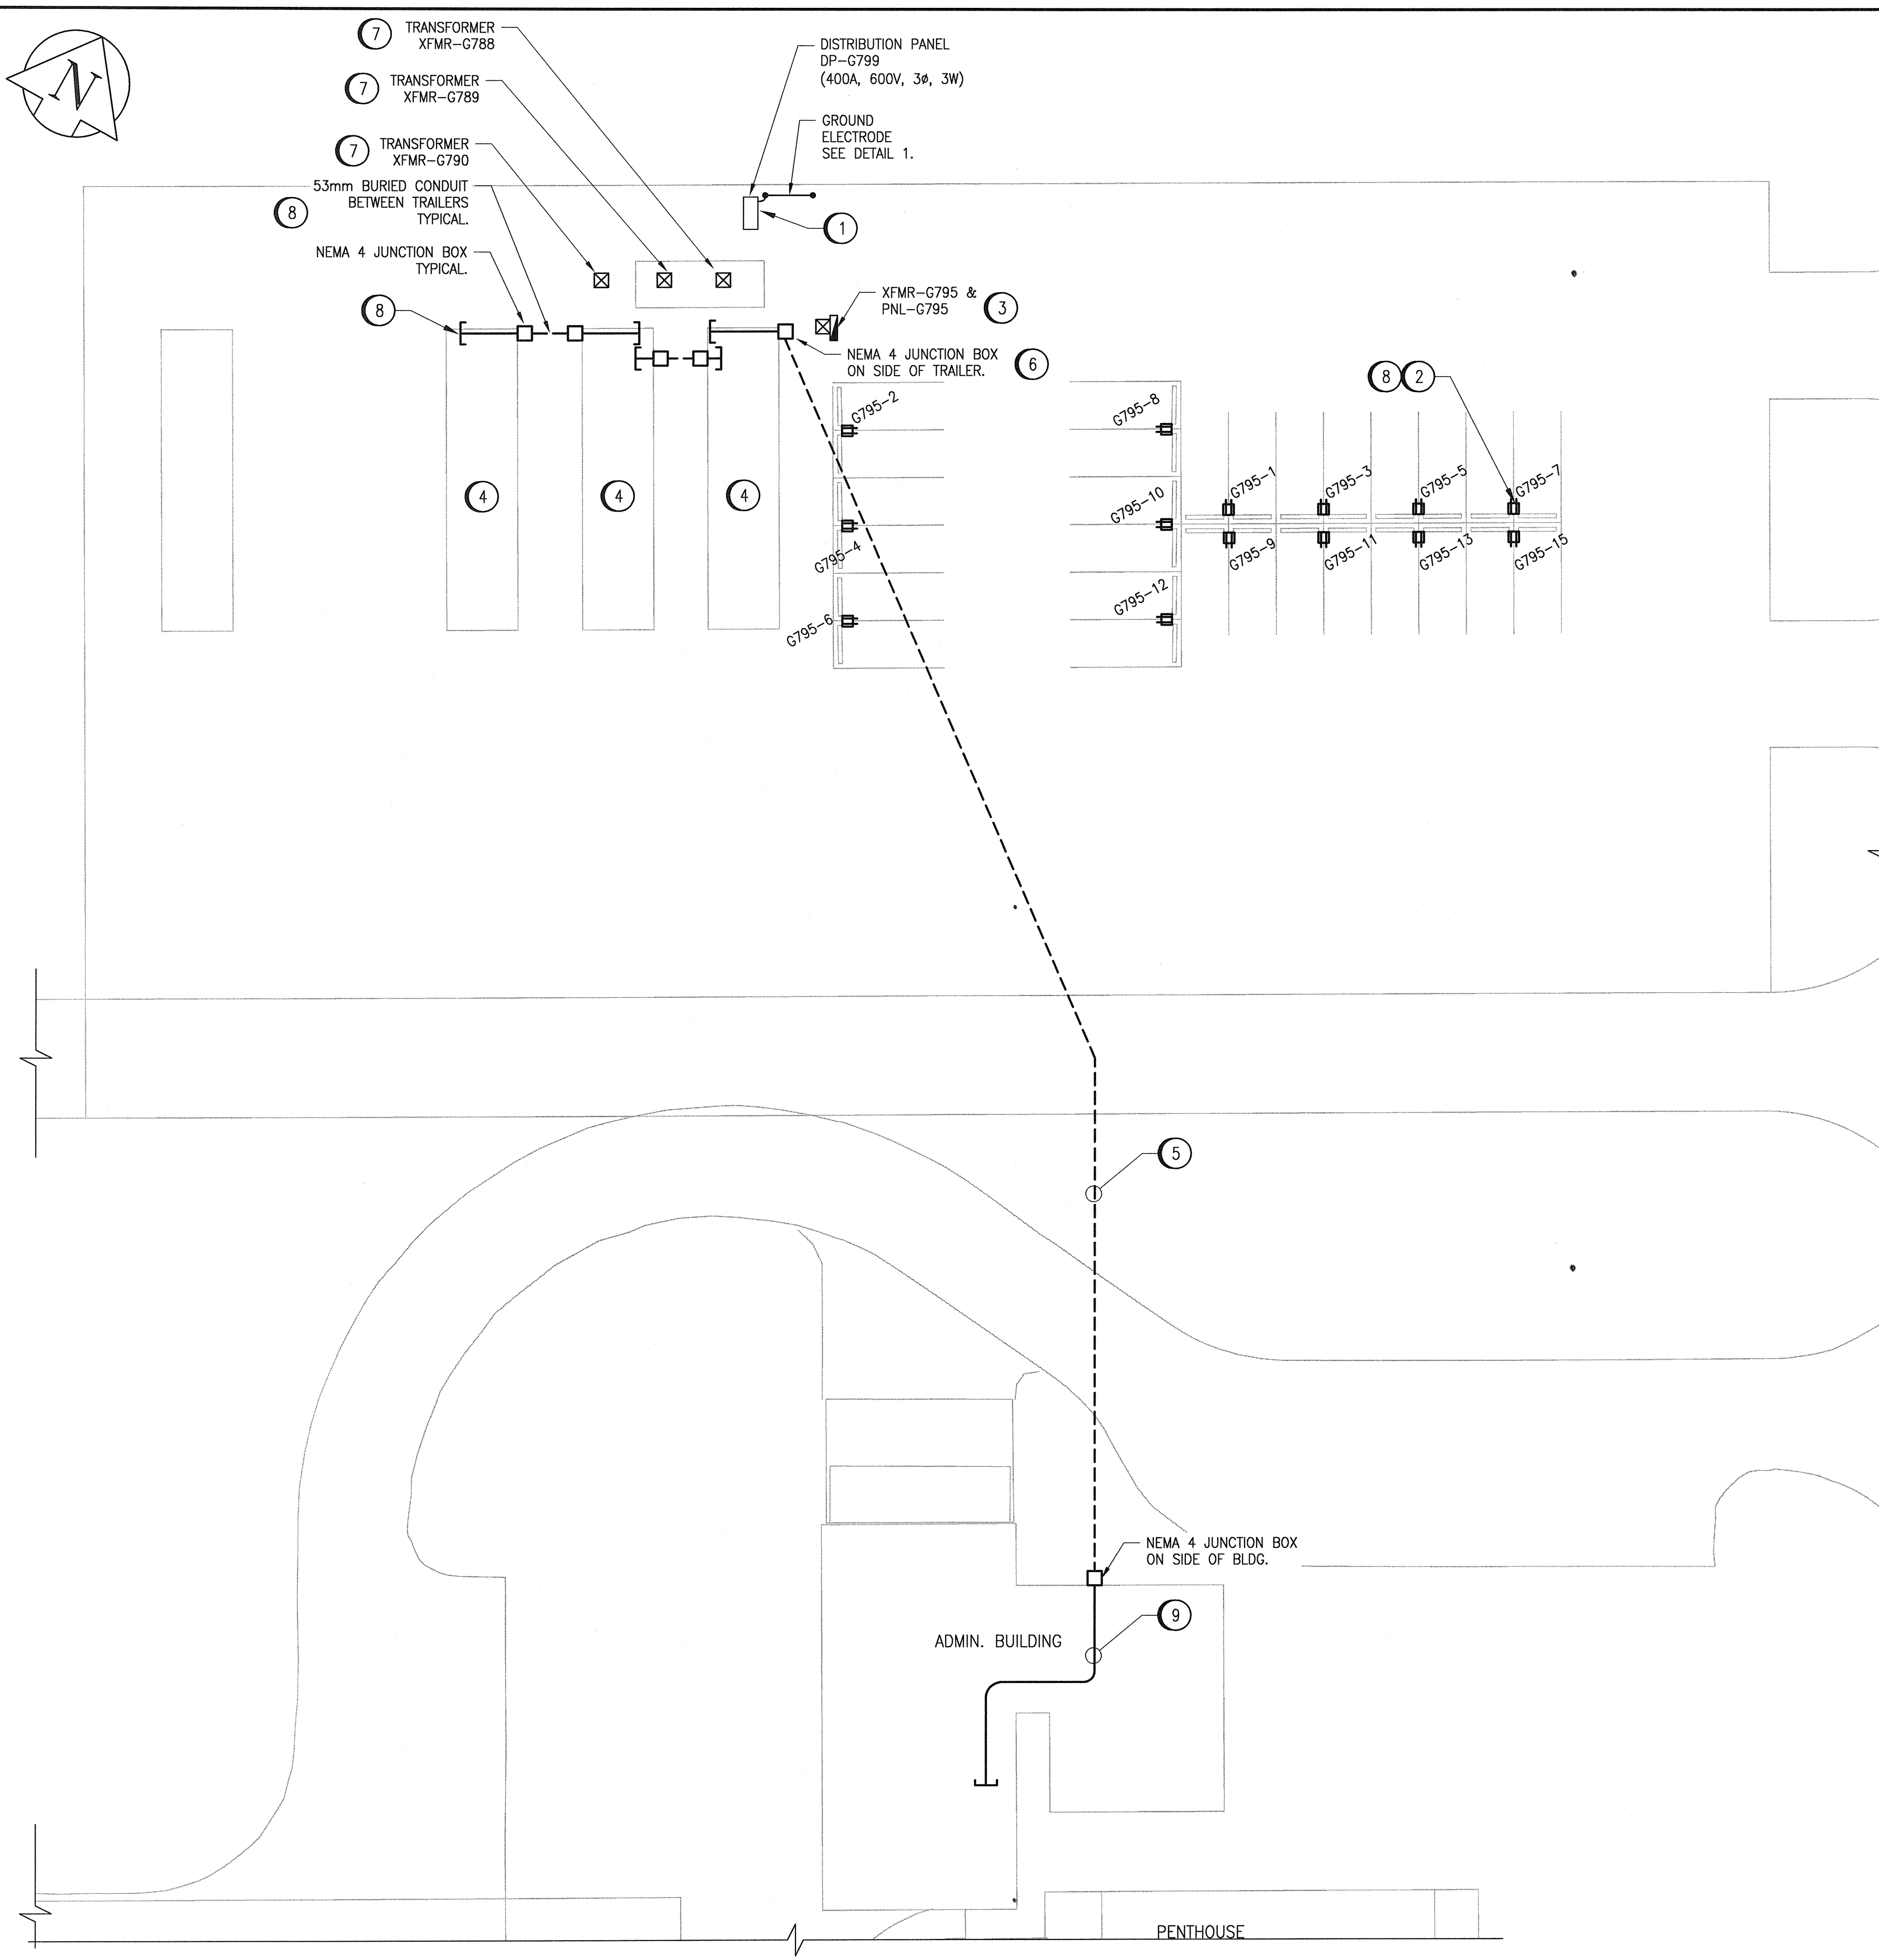 7
TRANSFORMER
XFMR-G788
7
TRANSFORMER
XFMR-G789
7
TRANSFORMER
XFMR-G790
DISTRIBUTION PANEL
DP-G799
(400A, 600V, 3ø, 3W)
GROUND
ELECTRODE
SEE DETAIL 1.
N
8
53mm BURIED CONDUIT
BETWEEN TRAILERS
TYPICAL.
1
NEMA 4 JUNCTION BOX
TYPICAL.
8
XFMR-G795 &
PNL-G795
3
NEMA 4 JUNCTION BOX
ON SIDE OF TRAILER.
6
8 2
G795-2
G795-8
G795-1
G795-3
G795-5
G795-7
4
4
4
G795-4
G795-10
G795-9
G795-11
G795-13
G795-15
G795-6
G795-12
5
NEMA 4 JUNCTION BOX
ON SIDE OF BLDG.
9
ADMIN. BUILDING
PENTHOUSE